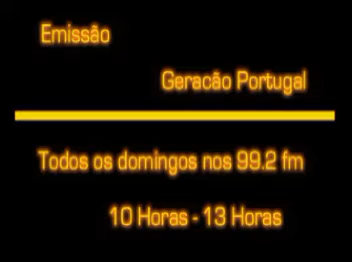 Emissão
Geracão Portugal
Todos os domingos nos 99.2 fm
10 Horas - 13 Horas